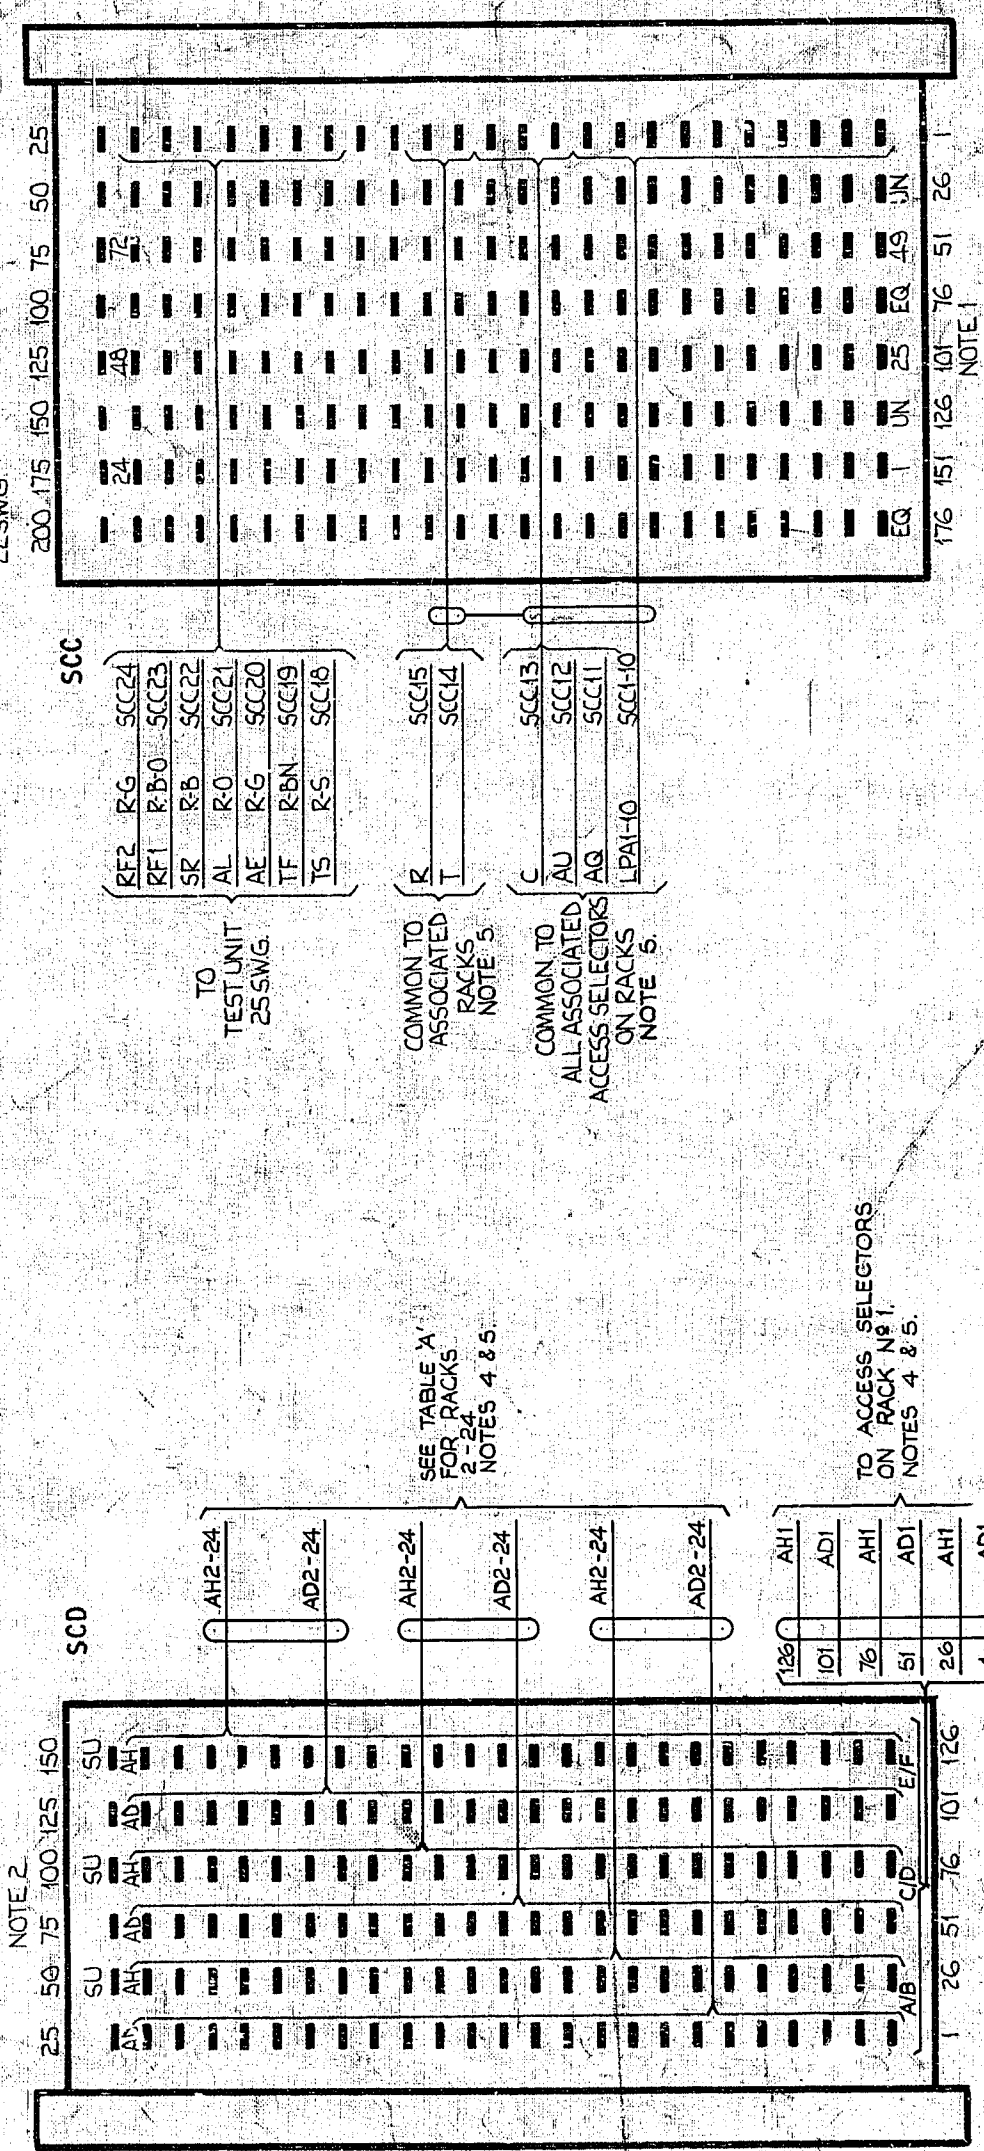 22 S.W.G.
200 175 150 125 100 75 50 25
24 48 72
EQ 1 UN 25 EQ 49 UN
176 151 126 101 76 51 26 1
NOTE 1
SCC
RF2 R-G SCC24
RF1 R-B-O SCC23
SR R-B SCC22
AL R-O SCC21
AE R-G SCC20
TF R-BN SCC19
TS R-S SCC18
TO
TEST UNIT
25 S.W.G.
R SCC15
T SCC14
COMMON TO
ASSOCIATED
RACKS
NOTE 5.
C SCC13
AU SCC12
AQ SCC11
LPA1-10 SCC1-10
COMMON TO
ALL ASSOCIATED
ACCESS SELECTORS
ON RACKS
NOTE 5.
NOTE 2
25 50 75 100 125 150
SU SU SU
AD AH AD AH AD AH
A/B C/D E/F
1 26 51 76 101 126
SCD
AH2-24
AD2-24
AH2-24
AD2-24
AH2-24
AD2-24
SEE TABLE 'A'
FOR RACKS
2-24
NOTES 4 & 5.
126 AH1
101 AD1
76 AH1
51 AD1
26 AH1
1 AD1
TO ACCESS SELECTORS
ON RACK Nº 1.
NOTES 4 & 5.